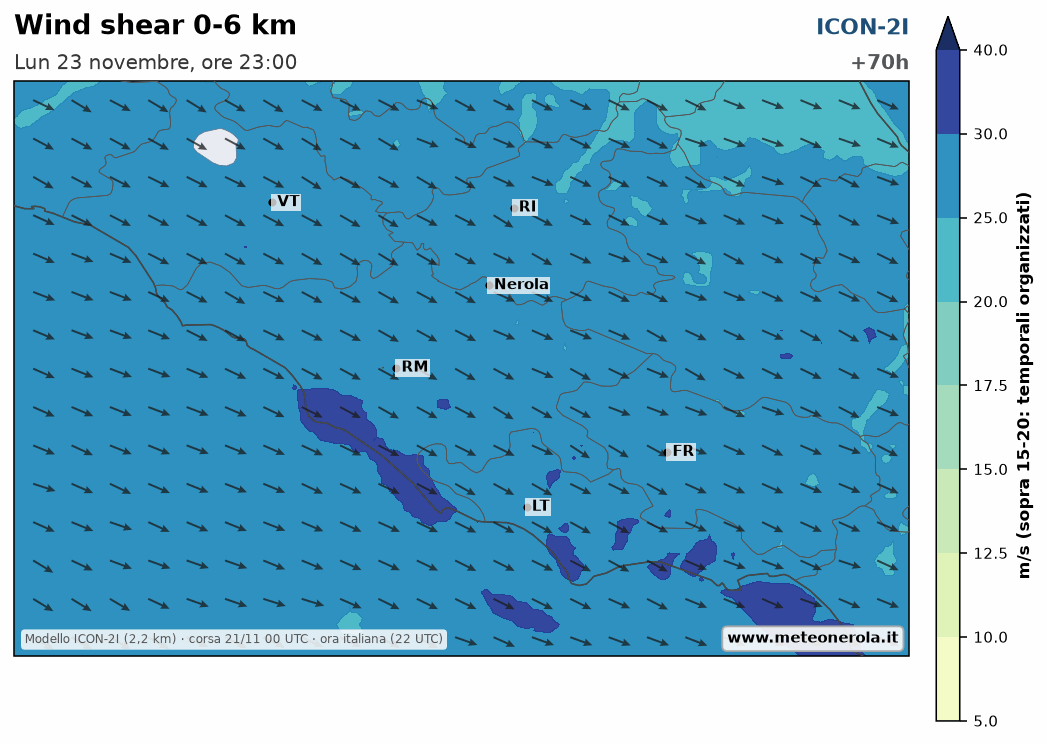 Wind shear 0-6 km
ICON-2I
Lun 23 novembre, ore 23:00
+70h
VT
RI
Nerola
RM
FR
LT
Modello ICON-2I (2,2 km) · corsa 21/11 00 UTC · ora italiana (22 UTC)
www.meteonerola.it
40.0
30.0
25.0
20.0
17.5
15.0
12.5
10.0
5.0
m/s (sopra 15-20: temporali organizzati)